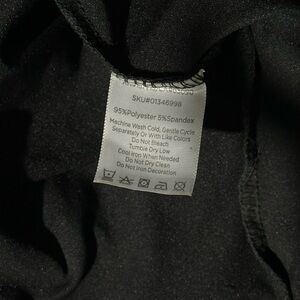 SKU#01346998
95%Polyester 5%Spandex
Machine Wash Cold, Gentle Cycle
Separately Or With Like Colors
Do Not Bleach
Tumble Dry Low
Cool Iron When Needed
Do Not Dry Clean
Do Not Iron Decoration